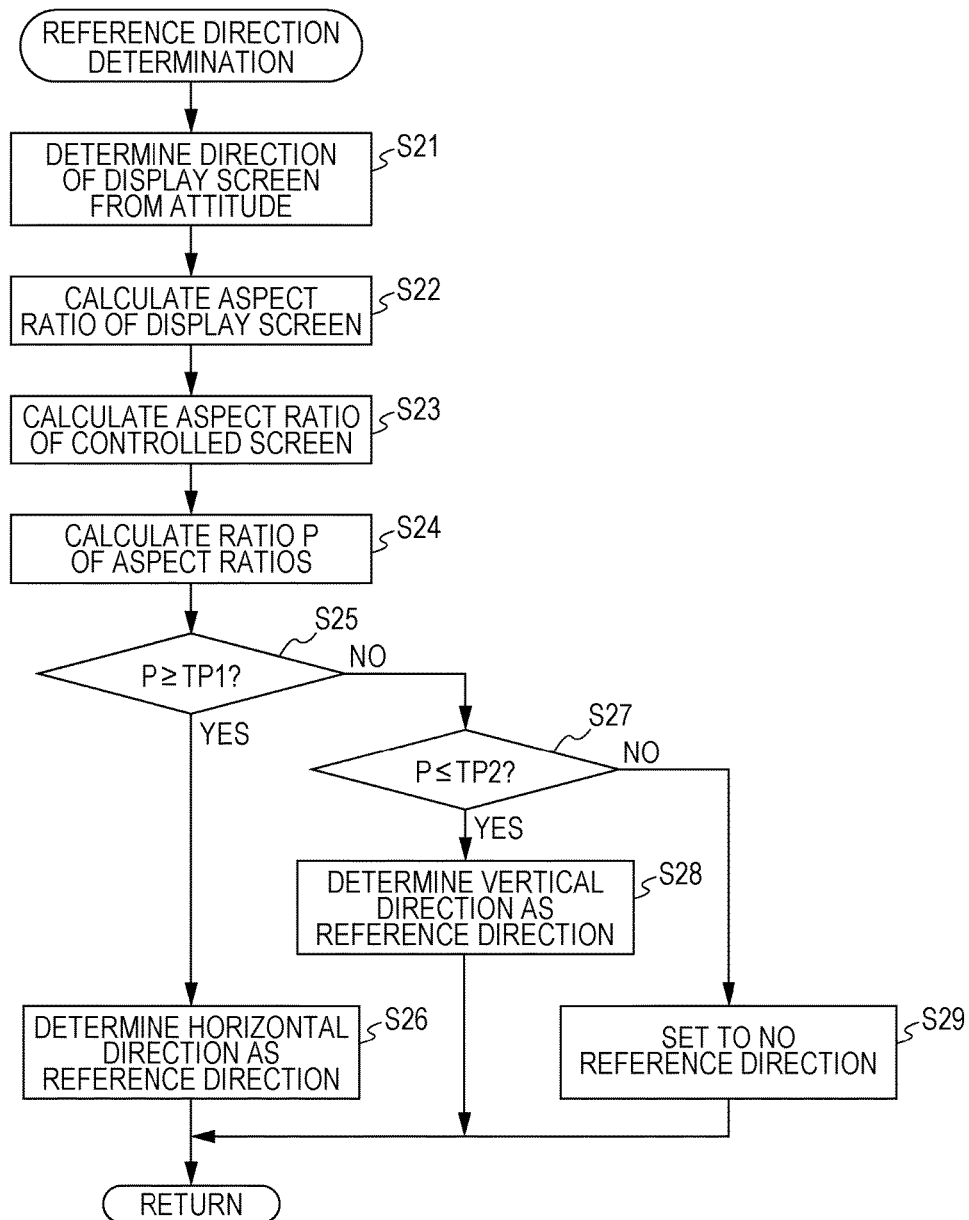 REFERENCE DIRECTION
DETERMINATION
S21
DETERMINE DIRECTION
OF DISPLAY SCREEN
FROM ATTITUDE
S22
CALCULATE ASPECT
RATIO OF DISPLAY SCREEN
S23
CALCULATE ASPECT RATIO
OF CONTROLLED SCREEN
S24
CALCULATE RATIO P
OF ASPECT RATIOS
S25
P≥TP1?
NO
YES
S27
P≤TP2?
NO
YES
S28
DETERMINE VERTICAL
DIRECTION AS
REFERENCE DIRECTION
S26
DETERMINE HORIZONTAL
DIRECTION AS
REFERENCE DIRECTION
S29
SET TO NO
REFERENCE DIRECTION
RETURN